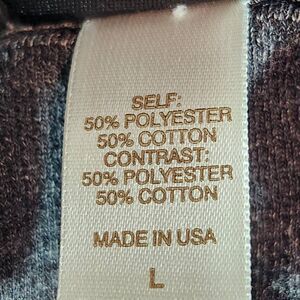 SELF:
50% POLYESTER
50% COTTON
CONTRAST:
50% POLYESTER
50% COTTON
MADE IN USA
L